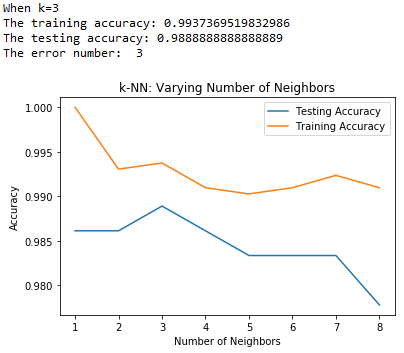 When k=3
The training accuracy: 0.9937369519832986
The testing accuracy: 0.9888888888888889
The error number:  3
k-NN: Varying Number of Neighbors
Testing Accuracy
Training Accuracy
1.000
0.995
0.990
0.985
0.980
Accuracy
1 2 3 4 5 6 7 8
Number of Neighbors